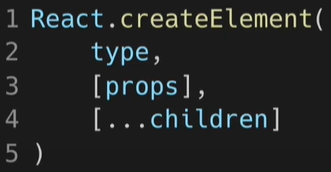 1 React.createElement(
2     type,
3     [props],
4     [...children]
5 )